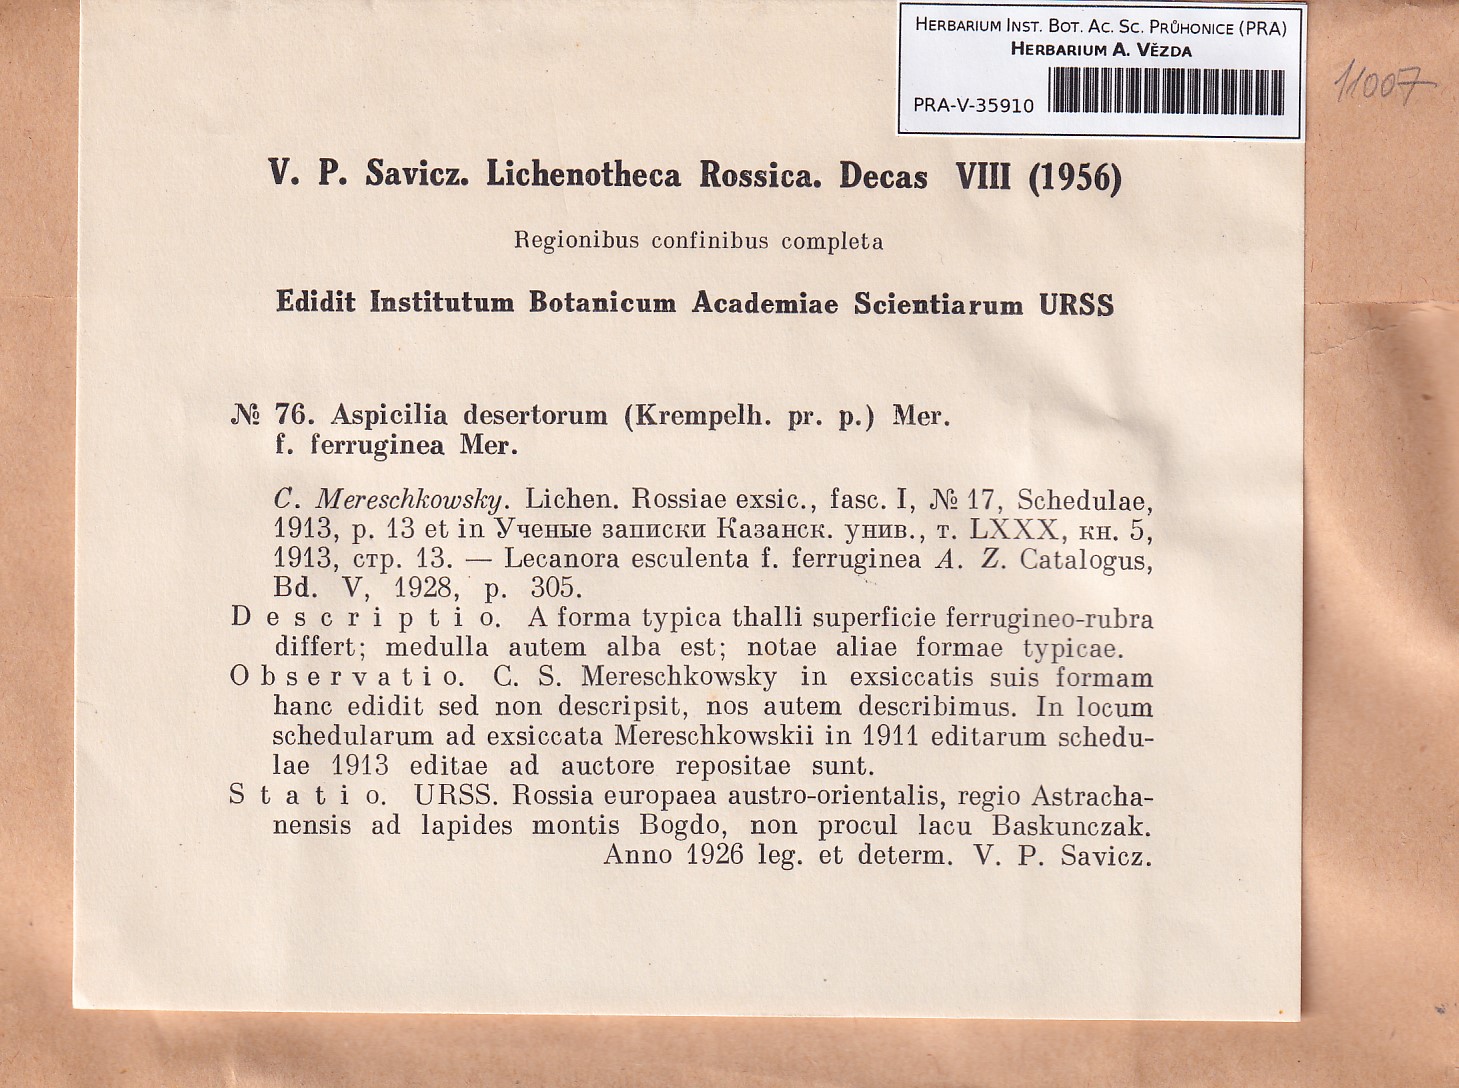 HERBARIUM INST. BOT. AC. SC. PRŮHONICE (PRA)
HERBARIUM A. VĚZDA
PRA-V-35910
11007
V. P. Savicz. Lichenotheca Rossica. Decas VIII (1956)
Regionibus confinibus completa
Edidit Institutum Botanicum Academiae Scientiarum URSS
№ 76. Aspicilia desertorum (Krempelh. pr. p.) Mer.
f. ferruginea Mer.
C. Mereschkowsky. Lichen. Rossiae exsic., fasc. I, № 17, Schedulae,
1913, p. 13 et in Ученые записки Казанск. унив., т. LXXX, кн. 5,
1913, стр. 13. — Lecanora esculenta f. ferruginea A. Z. Catalogus,
Bd. V, 1928, p. 305.
Descriptio. A forma typica thalli superficie ferrugineo-rubra
differt; medulla autem alba est; notae aliae formae typicae.
Observatio. C. S. Mereschkowsky in exsiccatis suis formam
hanc edidit sed non descripsit, nos autem describimus. In locum
schedularum ad exsiccata Mereschkowskii in 1911 editarum schedu-
lae 1913 editae ad auctore repositae sunt.
Statio. URSS. Rossia europaea austro-orientalis, regio Astracha-
nensis ad lapides montis Bogdo, non procul lacu Baskunczak.
Anno 1926 leg. et determ. V. P. Savicz.